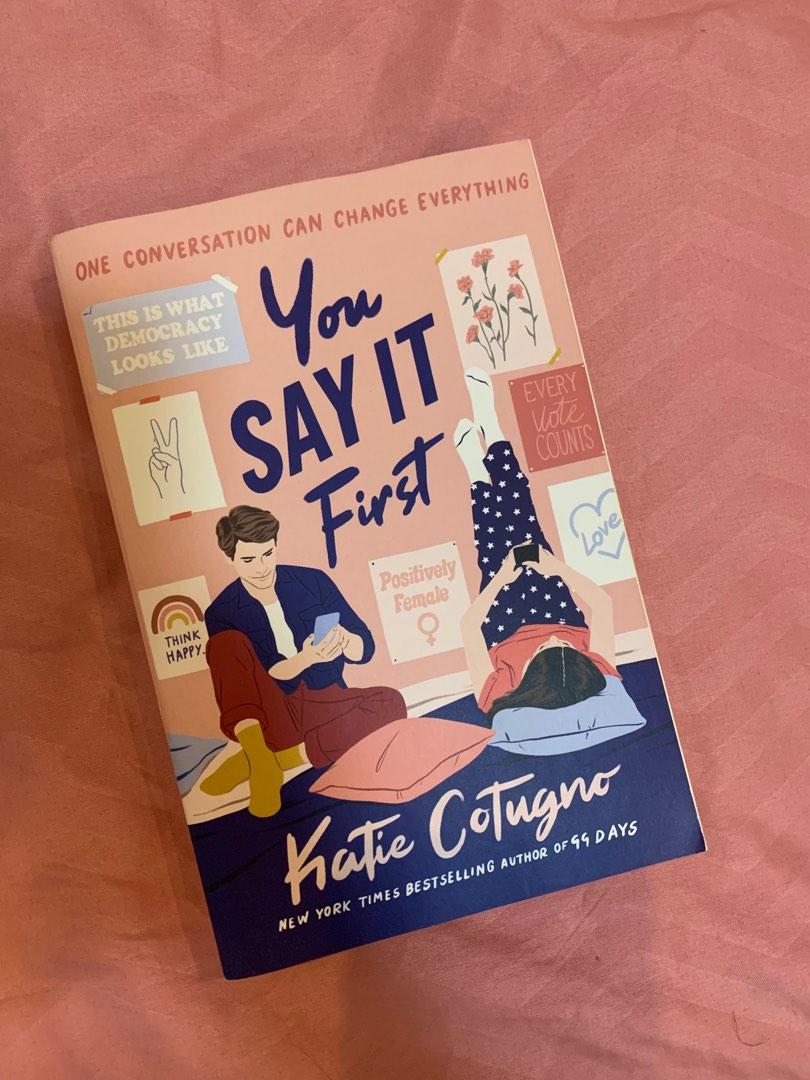 ONE CONVERSATION CAN CHANGE EVERYTHING
You
SAY IT
First
THIS IS WHAT
DEMOCRACY
LOOKS LIKE
EVERY
Vote
COUNTS
Love
Positively
Female
THINK
HAPPY.
Katie Cotugno
NEW YORK TIMES BESTSELLING AUTHOR OF 99 DAYS